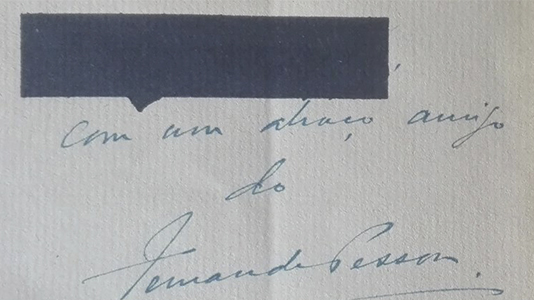 com um abraço amigo
do
Fernando Pessoa.